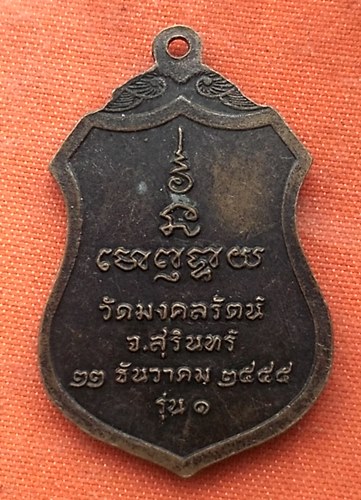 วัดมงคลรัตน์
จ.สุรินทร์
๒๒ ธันวาคม ๒๔๕๔
รุ่น ๑